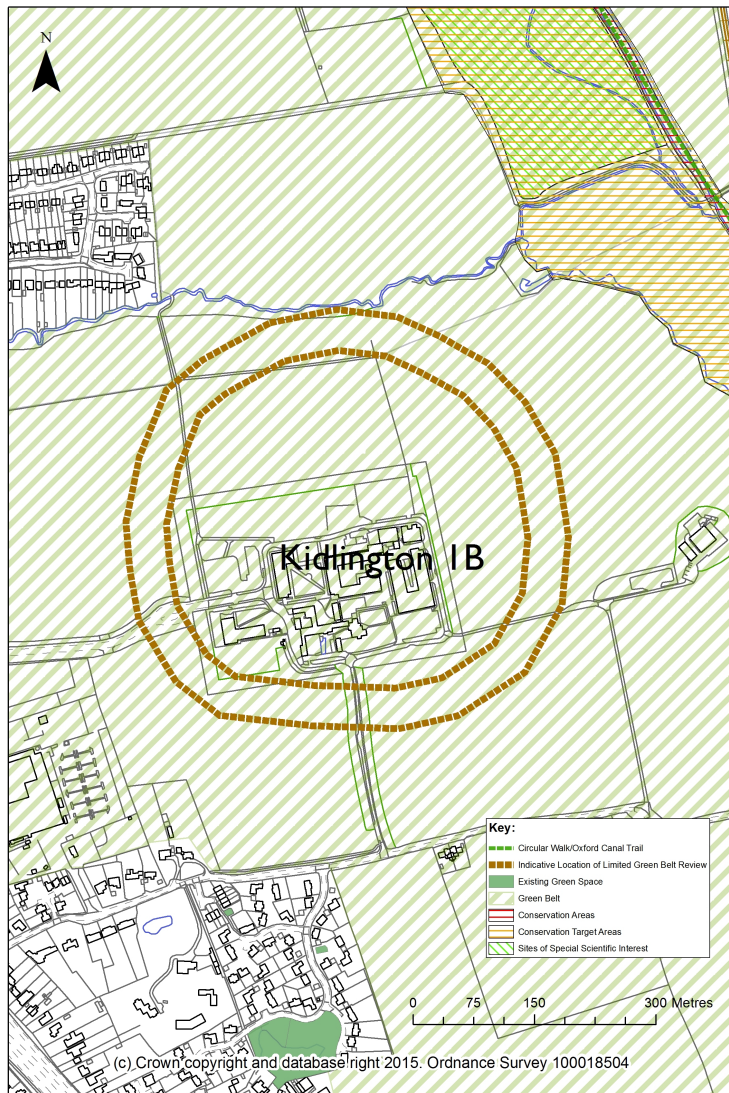 N
Kidlington 1B
Key:
Circular Walk/Oxford Canal Trail
Indicative Location of Limited Green Belt Review
Existing Green Space
Green Belt
Conservation Areas
Conservation Target Areas
Sites of Special Scientific Interest
0 75 150 300 Metres
(c) Crown copyright and database right 2015. Ordnance Survey 100018504